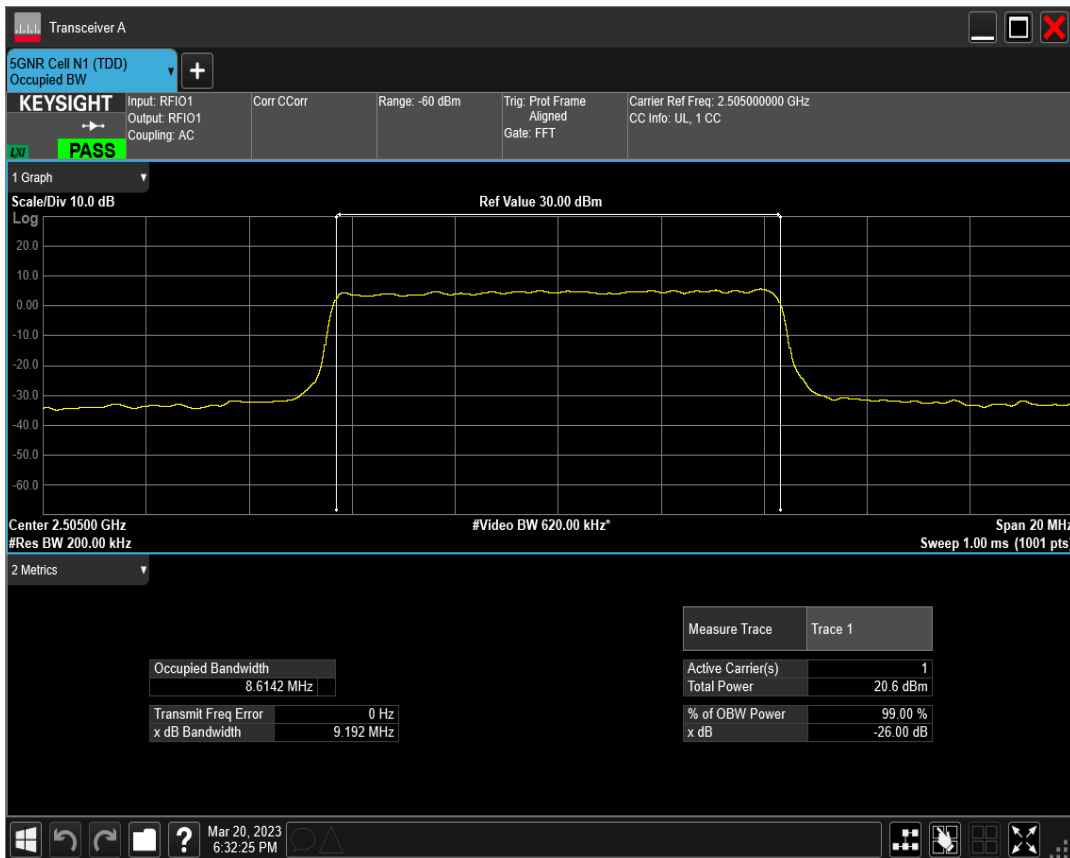 Transceiver A
5GNR Cell N1 (TDD)
Occupied BW
KEYSIGHT
LXI
PASS
Input: RFIO1
Output: RFIO1
Coupling: AC
Corr CCorr
Range: -60 dBm
Trig: Prot Frame
Aligned
Gate: FFT
Carrier Ref Freq: 2.505000000 GHz
CC Info: UL, 1 CC
1 Graph
Scale/Div 10.0 dB
Ref Value 30.00 dBm
Log
20.0
10.0
0.00
-10.0
-20.0
-30.0
-40.0
-50.0
-60.0
Center 2.50500 GHz
#Video BW 620.00 kHz*
Span 20 MHz
#Res BW 200.00 kHz
Sweep 1.00 ms (1001 pts)
2 Metrics
Measure Trace Trace 1
Occupied Bandwidth
8.6142 MHz
Active Carrier(s) 1
Total Power 20.6 dBm
Transmit Freq Error 0 Hz
x dB Bandwidth 9.192 MHz
% of OBW Power 99.00 %
x dB -26.00 dB
?
Mar 20, 2023
6:32:25 PM